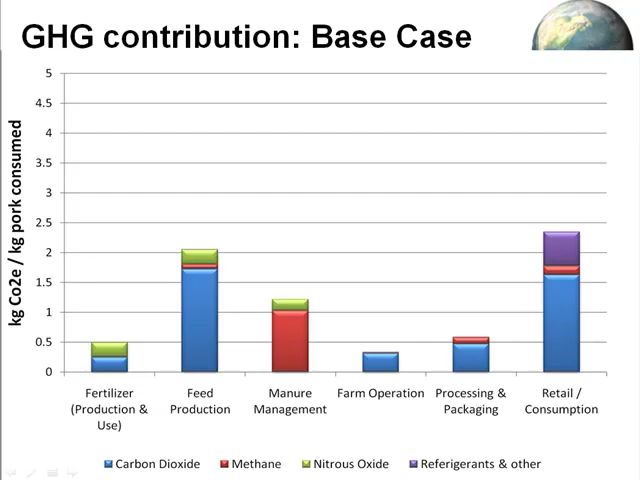 GHG contribution: Base Case
kg Co2e / kg pork consumed
5
4.5
4
3.5
3
2.5
2
1.5
1
0.5
0
Fertilizer
(Production &
Use)
Feed
Production
Manure
Management
Farm Operation
Processing &
Packaging
Retail /
Consumption
Carbon Dioxide
Methane
Nitrous Oxide
Referigerants & other